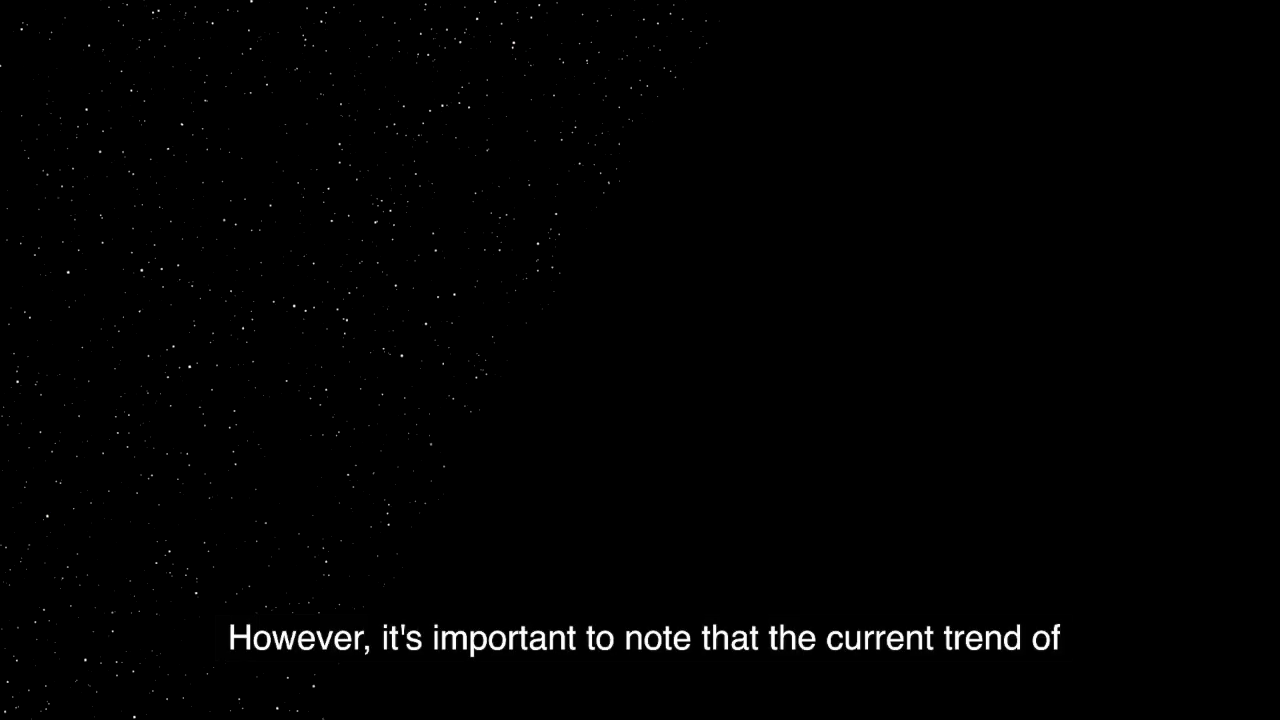 However, it's important to note that the current trend of